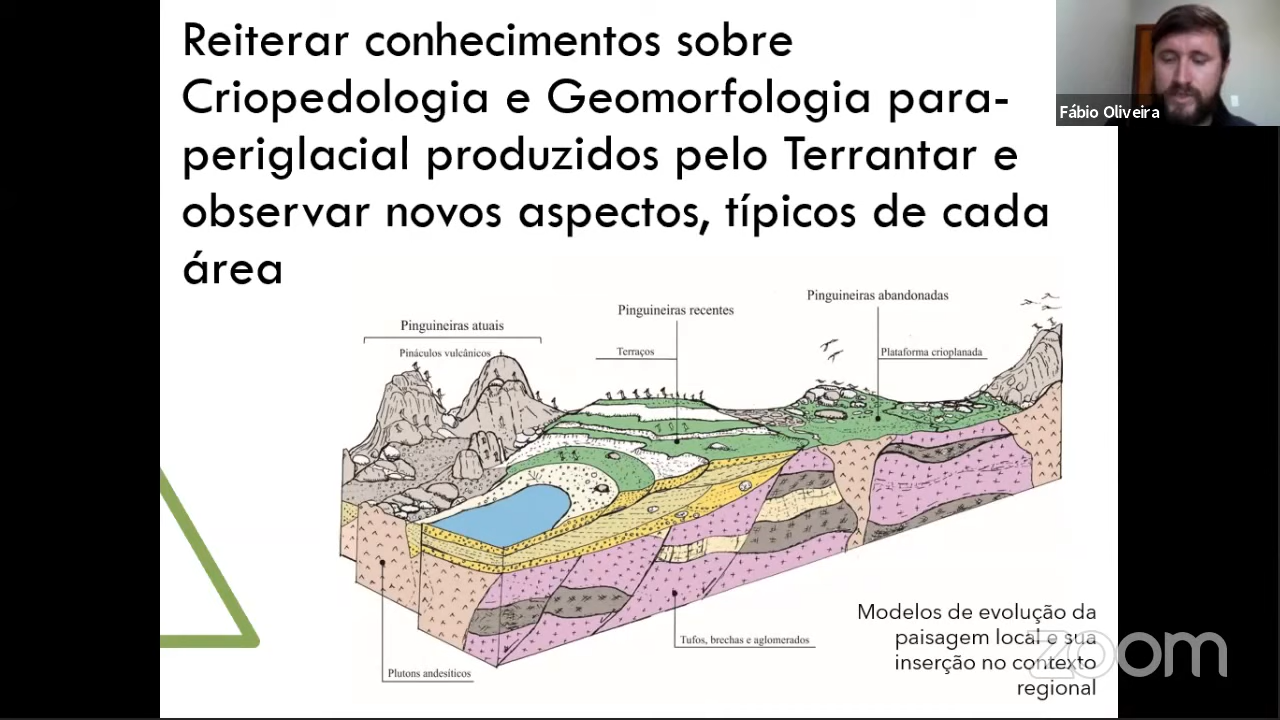 Reiterar conhecimentos sobre
Criopedologia e Geomorfologia para-
periglacial produzidos pelo Terrantar e
observar novos aspectos, típicos de cada
área
Fábio Oliveira
Pinguineiras abandonadas
Pinguineiras recentes
Pinguineiras atuais
Pináculos vulcânicos
Terraços
Plataforma crioplanada
Modelos de evolução da
paisagem local e sua
inserção no contexto
regional
Tufos, brechas e aglomerados
Plutons andesíticos
zoom